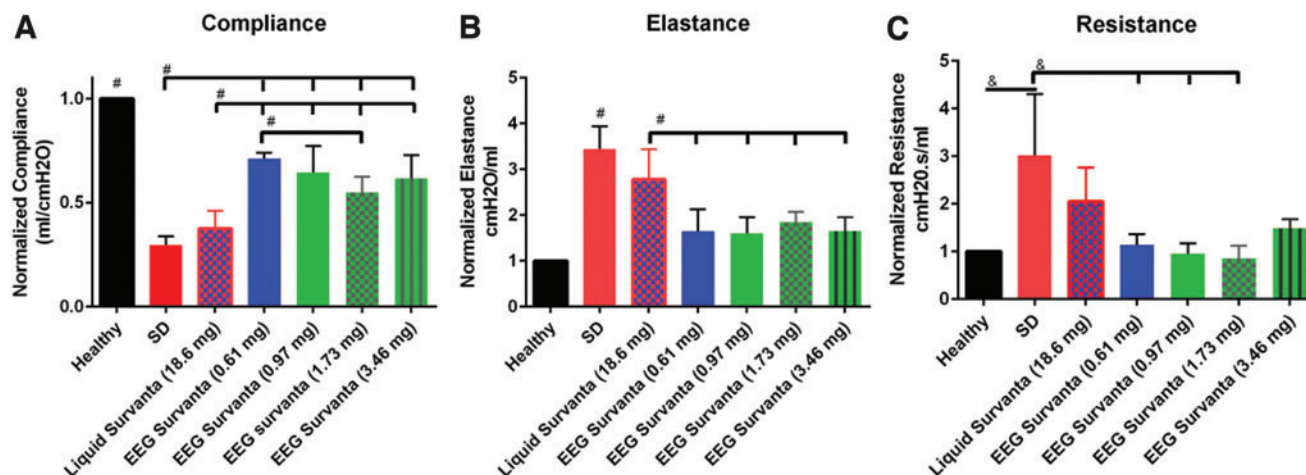 A
Compliance
Normalized Compliance
(ml/cmH2O)
1.0
0.5
0.0
#
#
#
#
Healthy
SD
Liquid Survanta (18.6 mg)
EEG Survanta (0.61 mg)
EEG Survanta (0.97 mg)
EEG survanta (1.73 mg)
EEG Survanta (3.46 mg)
B
Elastance
Normalized Elastance
cmH2O/ml
5
4
3
2
1
0
#
#
Healthy
SD
Liquid Survanta (18.6 mg)
EEG Survanta (0.61 mg)
EEG Survanta (0.97 mg)
EEG Survanta (1.73 mg)
EEG Survanta (3.46 mg)
C
Resistance
Normalized Resistance
cmH20.s/ml
5
4
3
2
1
0
&
&
Healthy
SD
Liquid Survanta (18.6 mg)
EEG Survanta (0.61 mg)
EEG Survanta (0.97 mg)
EEG Survanta (1.73 mg)
EEG Survanta (3.46 mg)